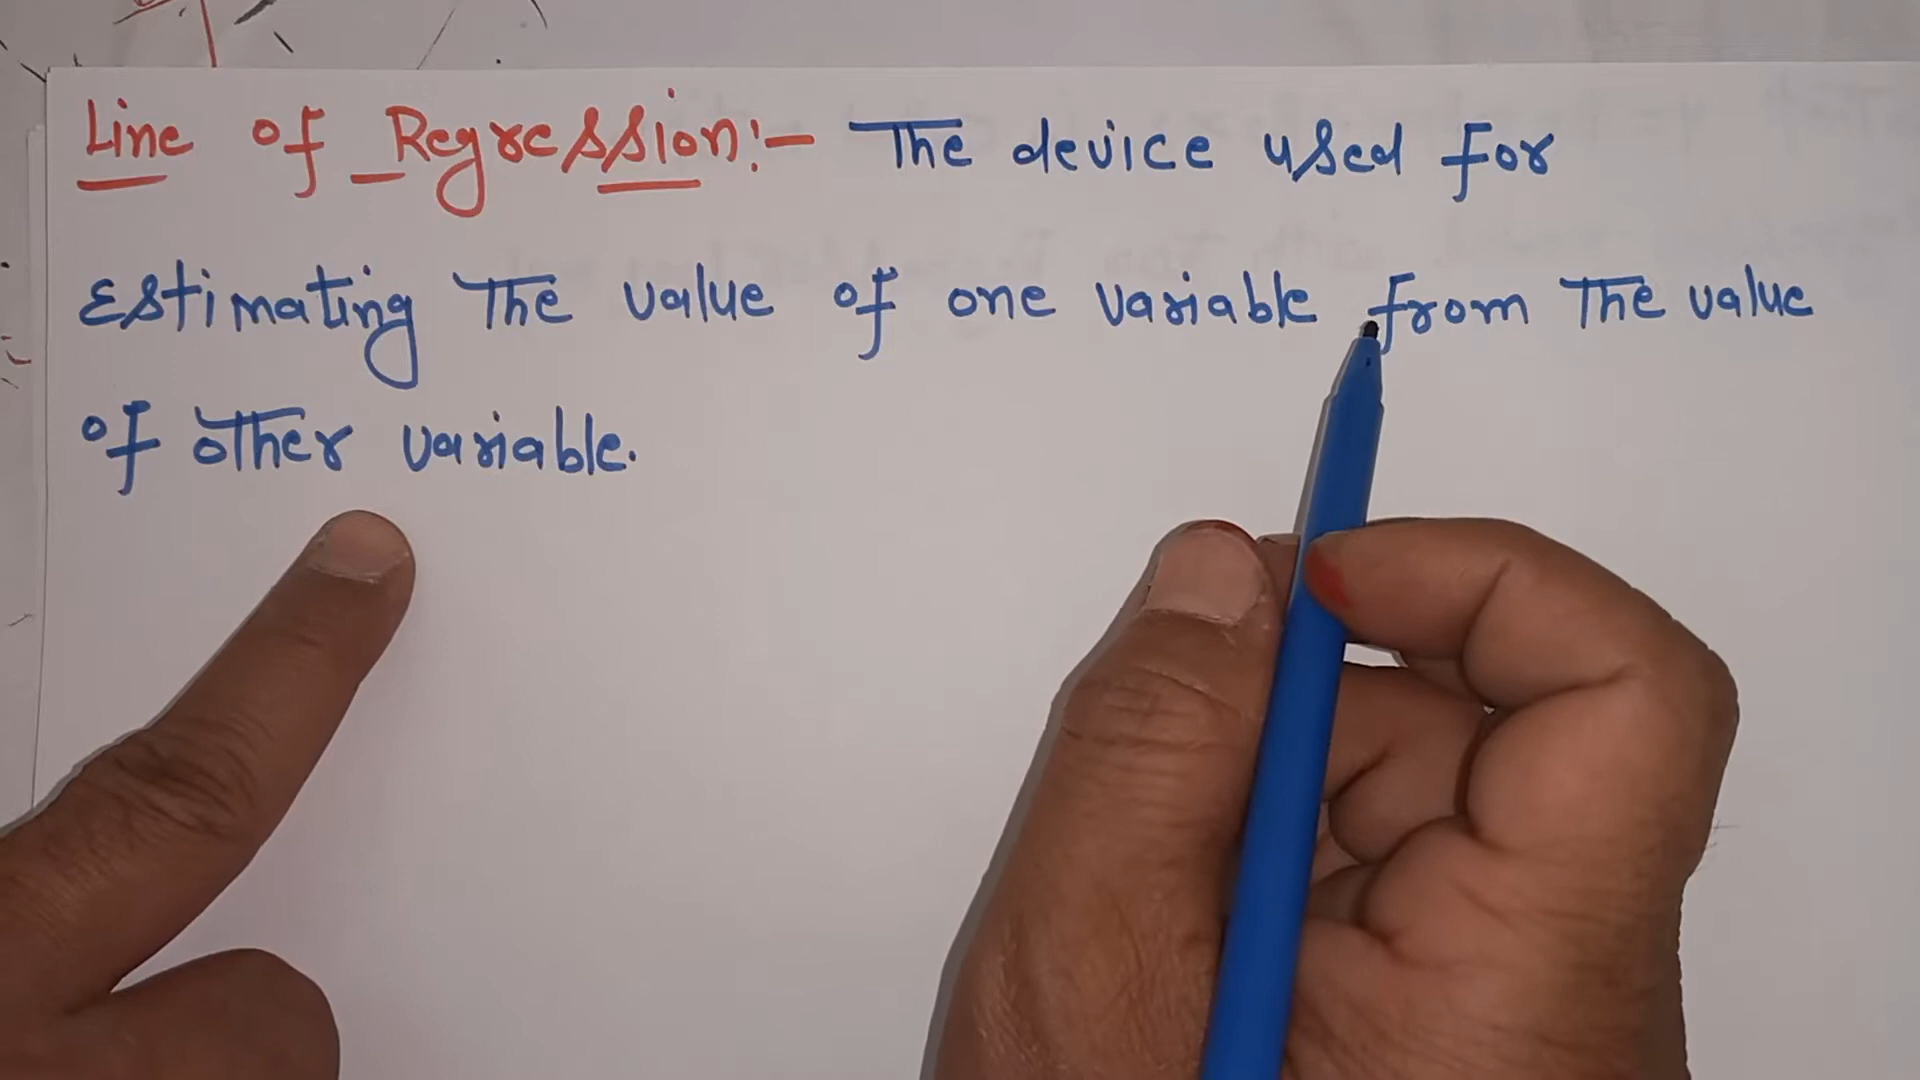 Line of Regression:- The device used for
Estimating The value of one variable from The value
of other variable.